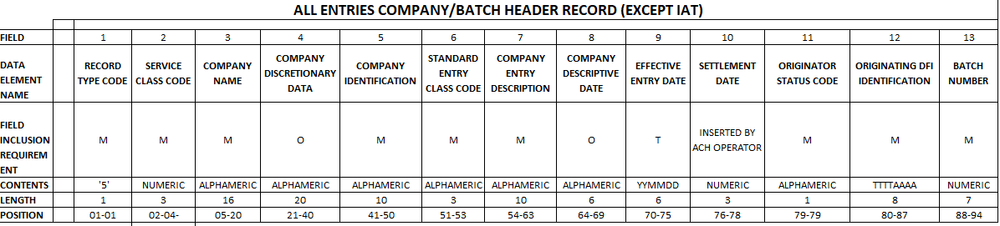 ALL ENTRIES COMPANY/BATCH HEADER RECORD (EXCEPT IAT)
FIELD 1 2 3 4 5 6 7 8 9 10 11 12 13
DATA ELEMENT NAME RECORD TYPE CODE SERVICE CLASS CODE COMPANY NAME COMPANY DISCRETIONARY DATA COMPANY IDENTIFICATION STANDARD ENTRY CLASS CODE COMPANY ENTRY DESCRIPTION COMPANY DESCRIPTIVE DATE EFFECTIVE ENTRY DATE SETTLEMENT DATE ORIGINATOR STATUS CODE ORIGINATING DFI IDENTIFICATION BATCH NUMBER
FIELD INCLUSION REQUIREM ENT M M M O M M M O T INSERTED BY ACH OPERATOR M M M
CONTENTS '5' NUMERIC ALPHAMERIC ALPHAMERIC ALPHAMERIC ALPHAMERIC ALPHAMERIC ALPHAMERIC YYMMDD NUMERIC ALPHAMERIC TTTTAAAA NUMERIC
LENGTH 1 3 16 20 10 3 10 6 6 3 1 8 7
POSITION 01-01 02-04- 05-20 21-40 41-50 51-53 54-63 64-69 70-75 76-78 79-79 80-87 88-94